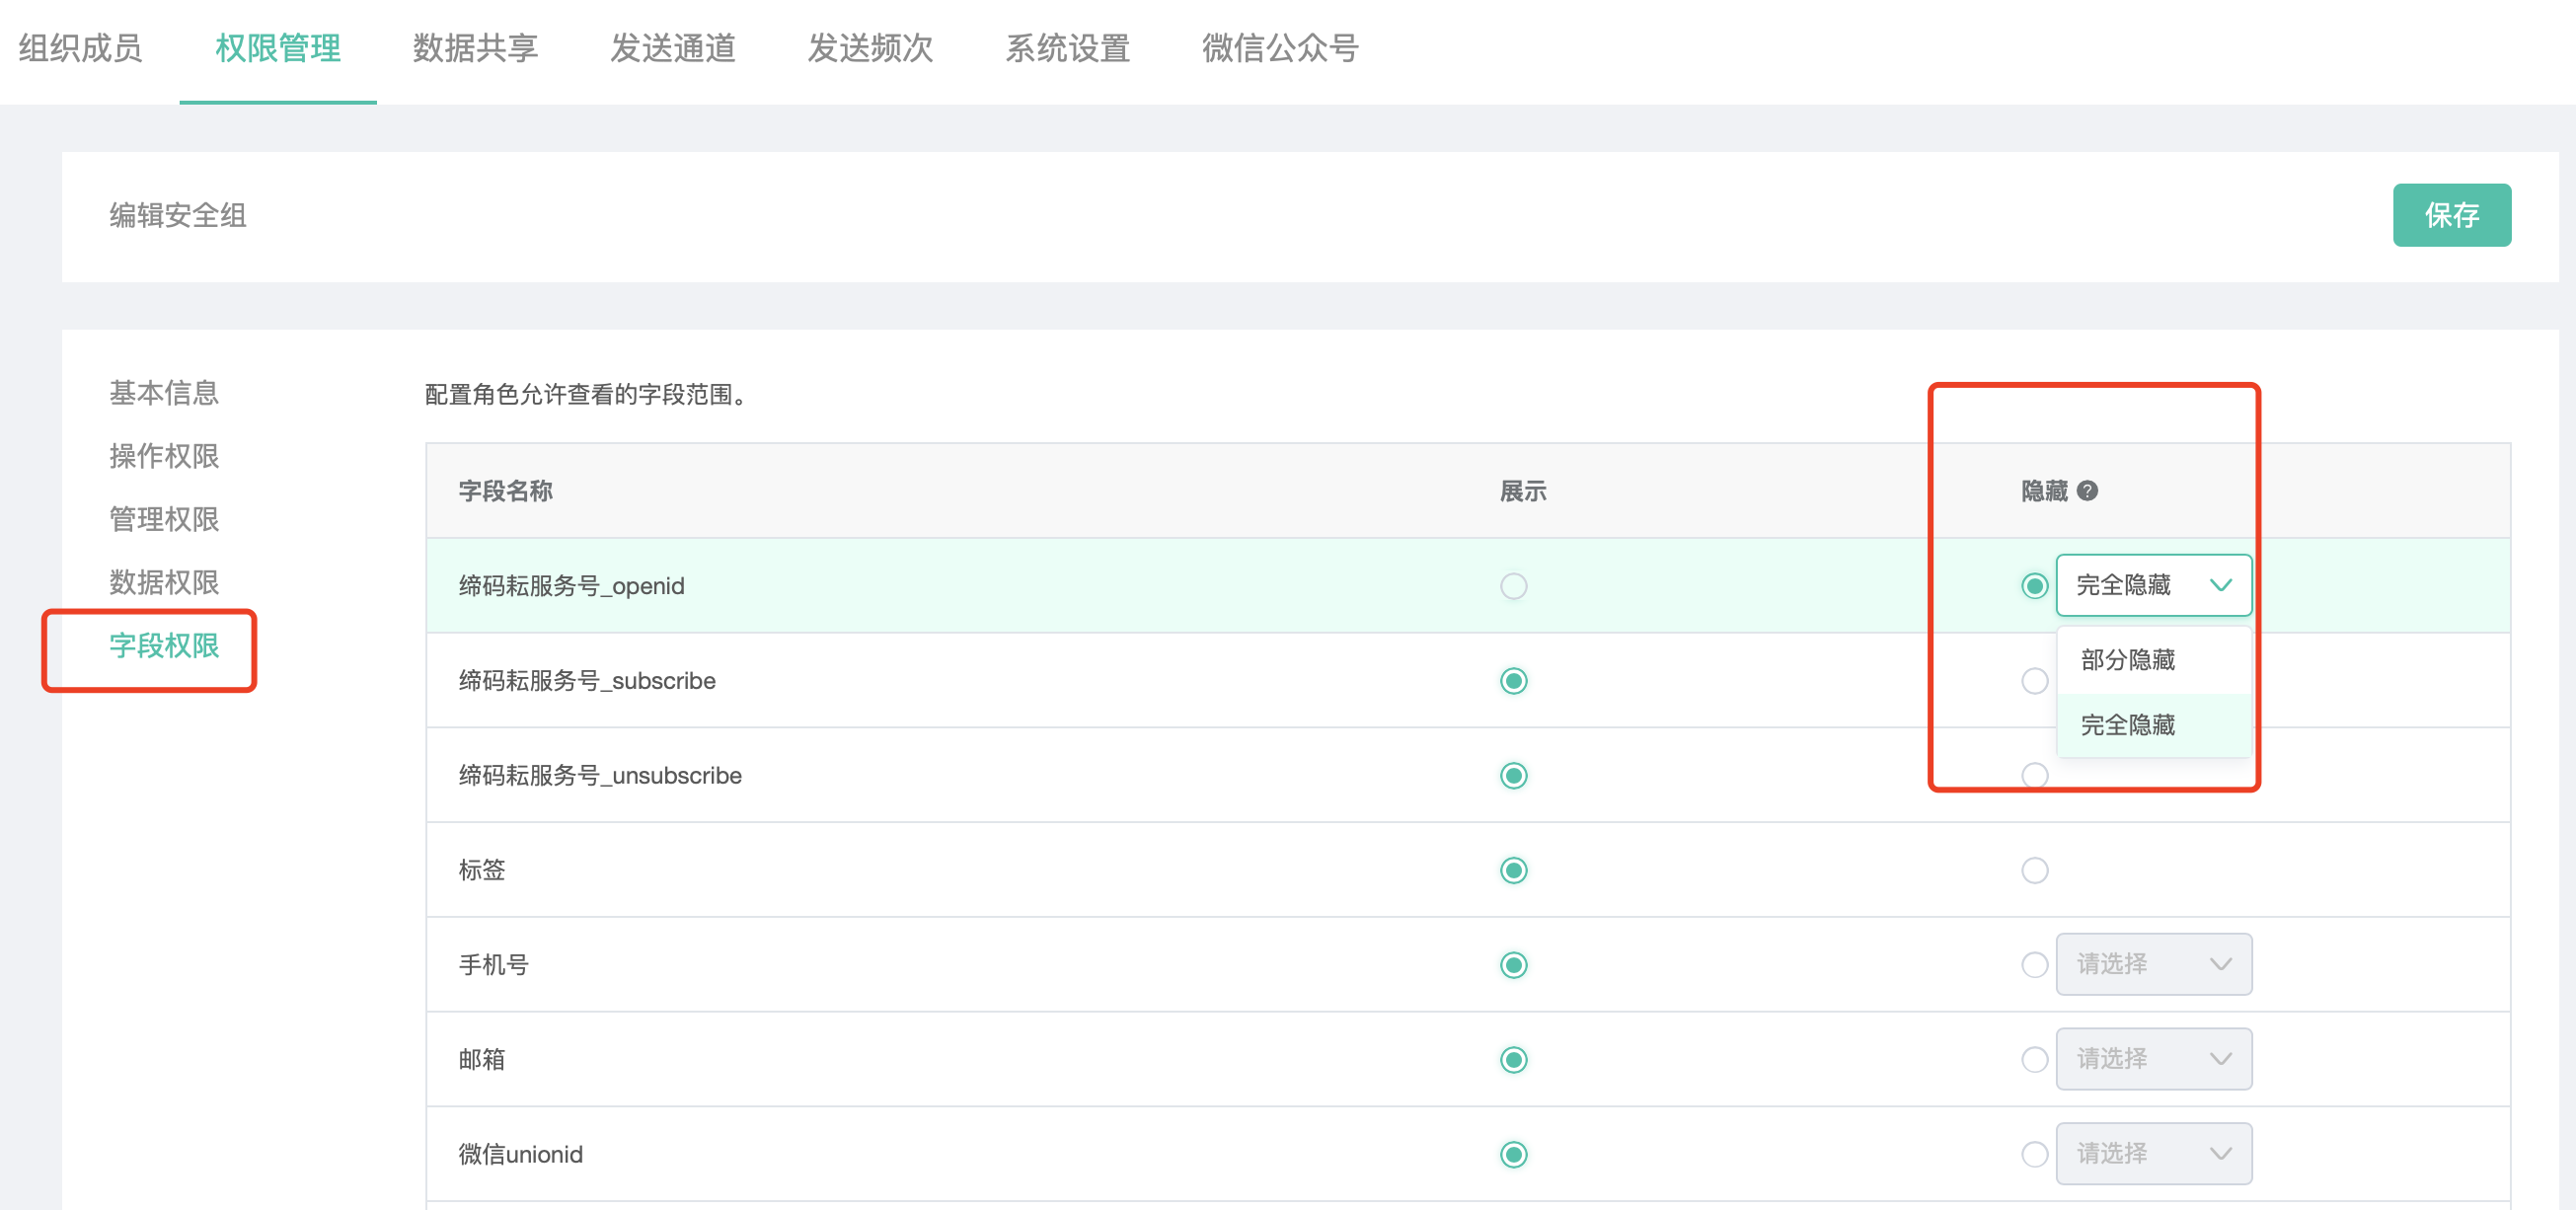 组织成员 权限管理 数据共享 发送通道 发送频次 系统设置 微信公众号
编辑安全组 保存
基本信息
操作权限
管理权限
数据权限
字段权限
配置角色允许查看的字段范围。
字段名称 展示 隐藏 ?
缔码耘服务号_openid 完全隐藏
部分隐藏
完全隐藏
缔码耘服务号_subscribe
缔码耘服务号_unsubscribe
标签
手机号 请选择
邮箱 请选择
微信unionid 请选择